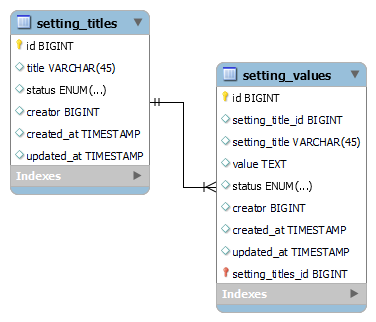 setting_titles
id BIGINT
title VARCHAR(45)
status ENUM(...)
creator BIGINT
created_at TIMESTAMP
updated_at TIMESTAMP
Indexes
setting_values
id BIGINT
setting_title_id BIGINT
setting_title VARCHAR(45)
value TEXT
status ENUM(...)
creator BIGINT
created_at TIMESTAMP
updated_at TIMESTAMP
setting_titles_id BIGINT
Indexes